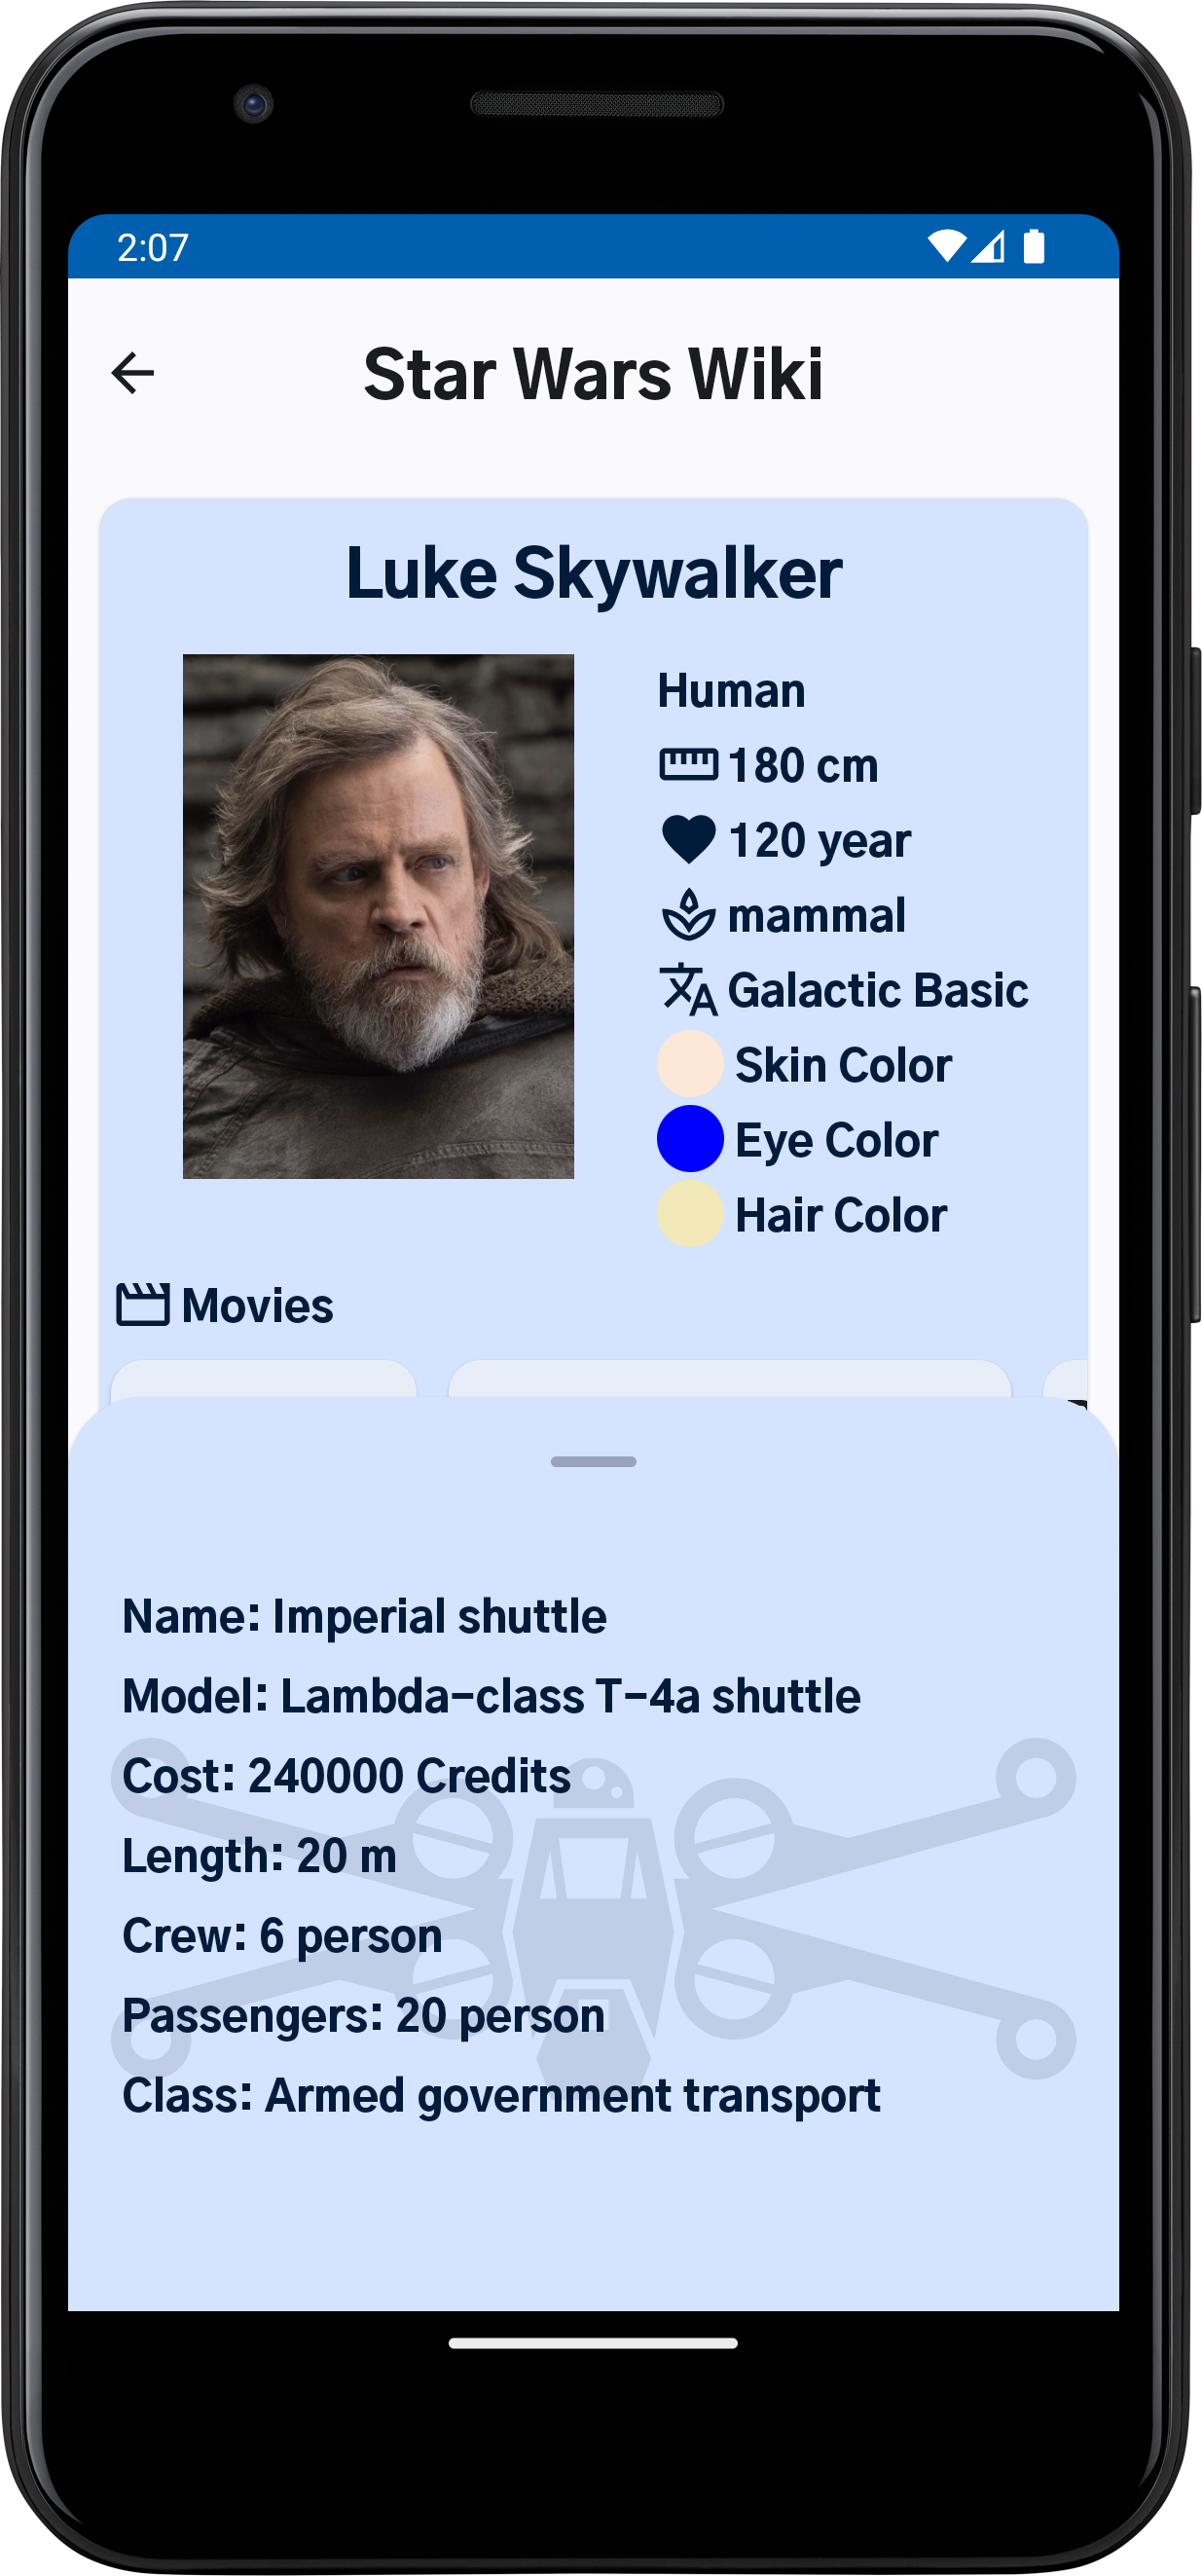 2:07
Star Wars Wiki
Luke Skywalker
Human
180 cm
120 year
mammal
Galactic Basic
Skin Color
Eye Color
Hair Color
Movies
Name: Imperial shuttle
Model: Lambda-class T-4a shuttle
Cost: 240000 Credits
Length: 20 m
Crew: 6 person
Passengers: 20 person
Class: Armed government transport